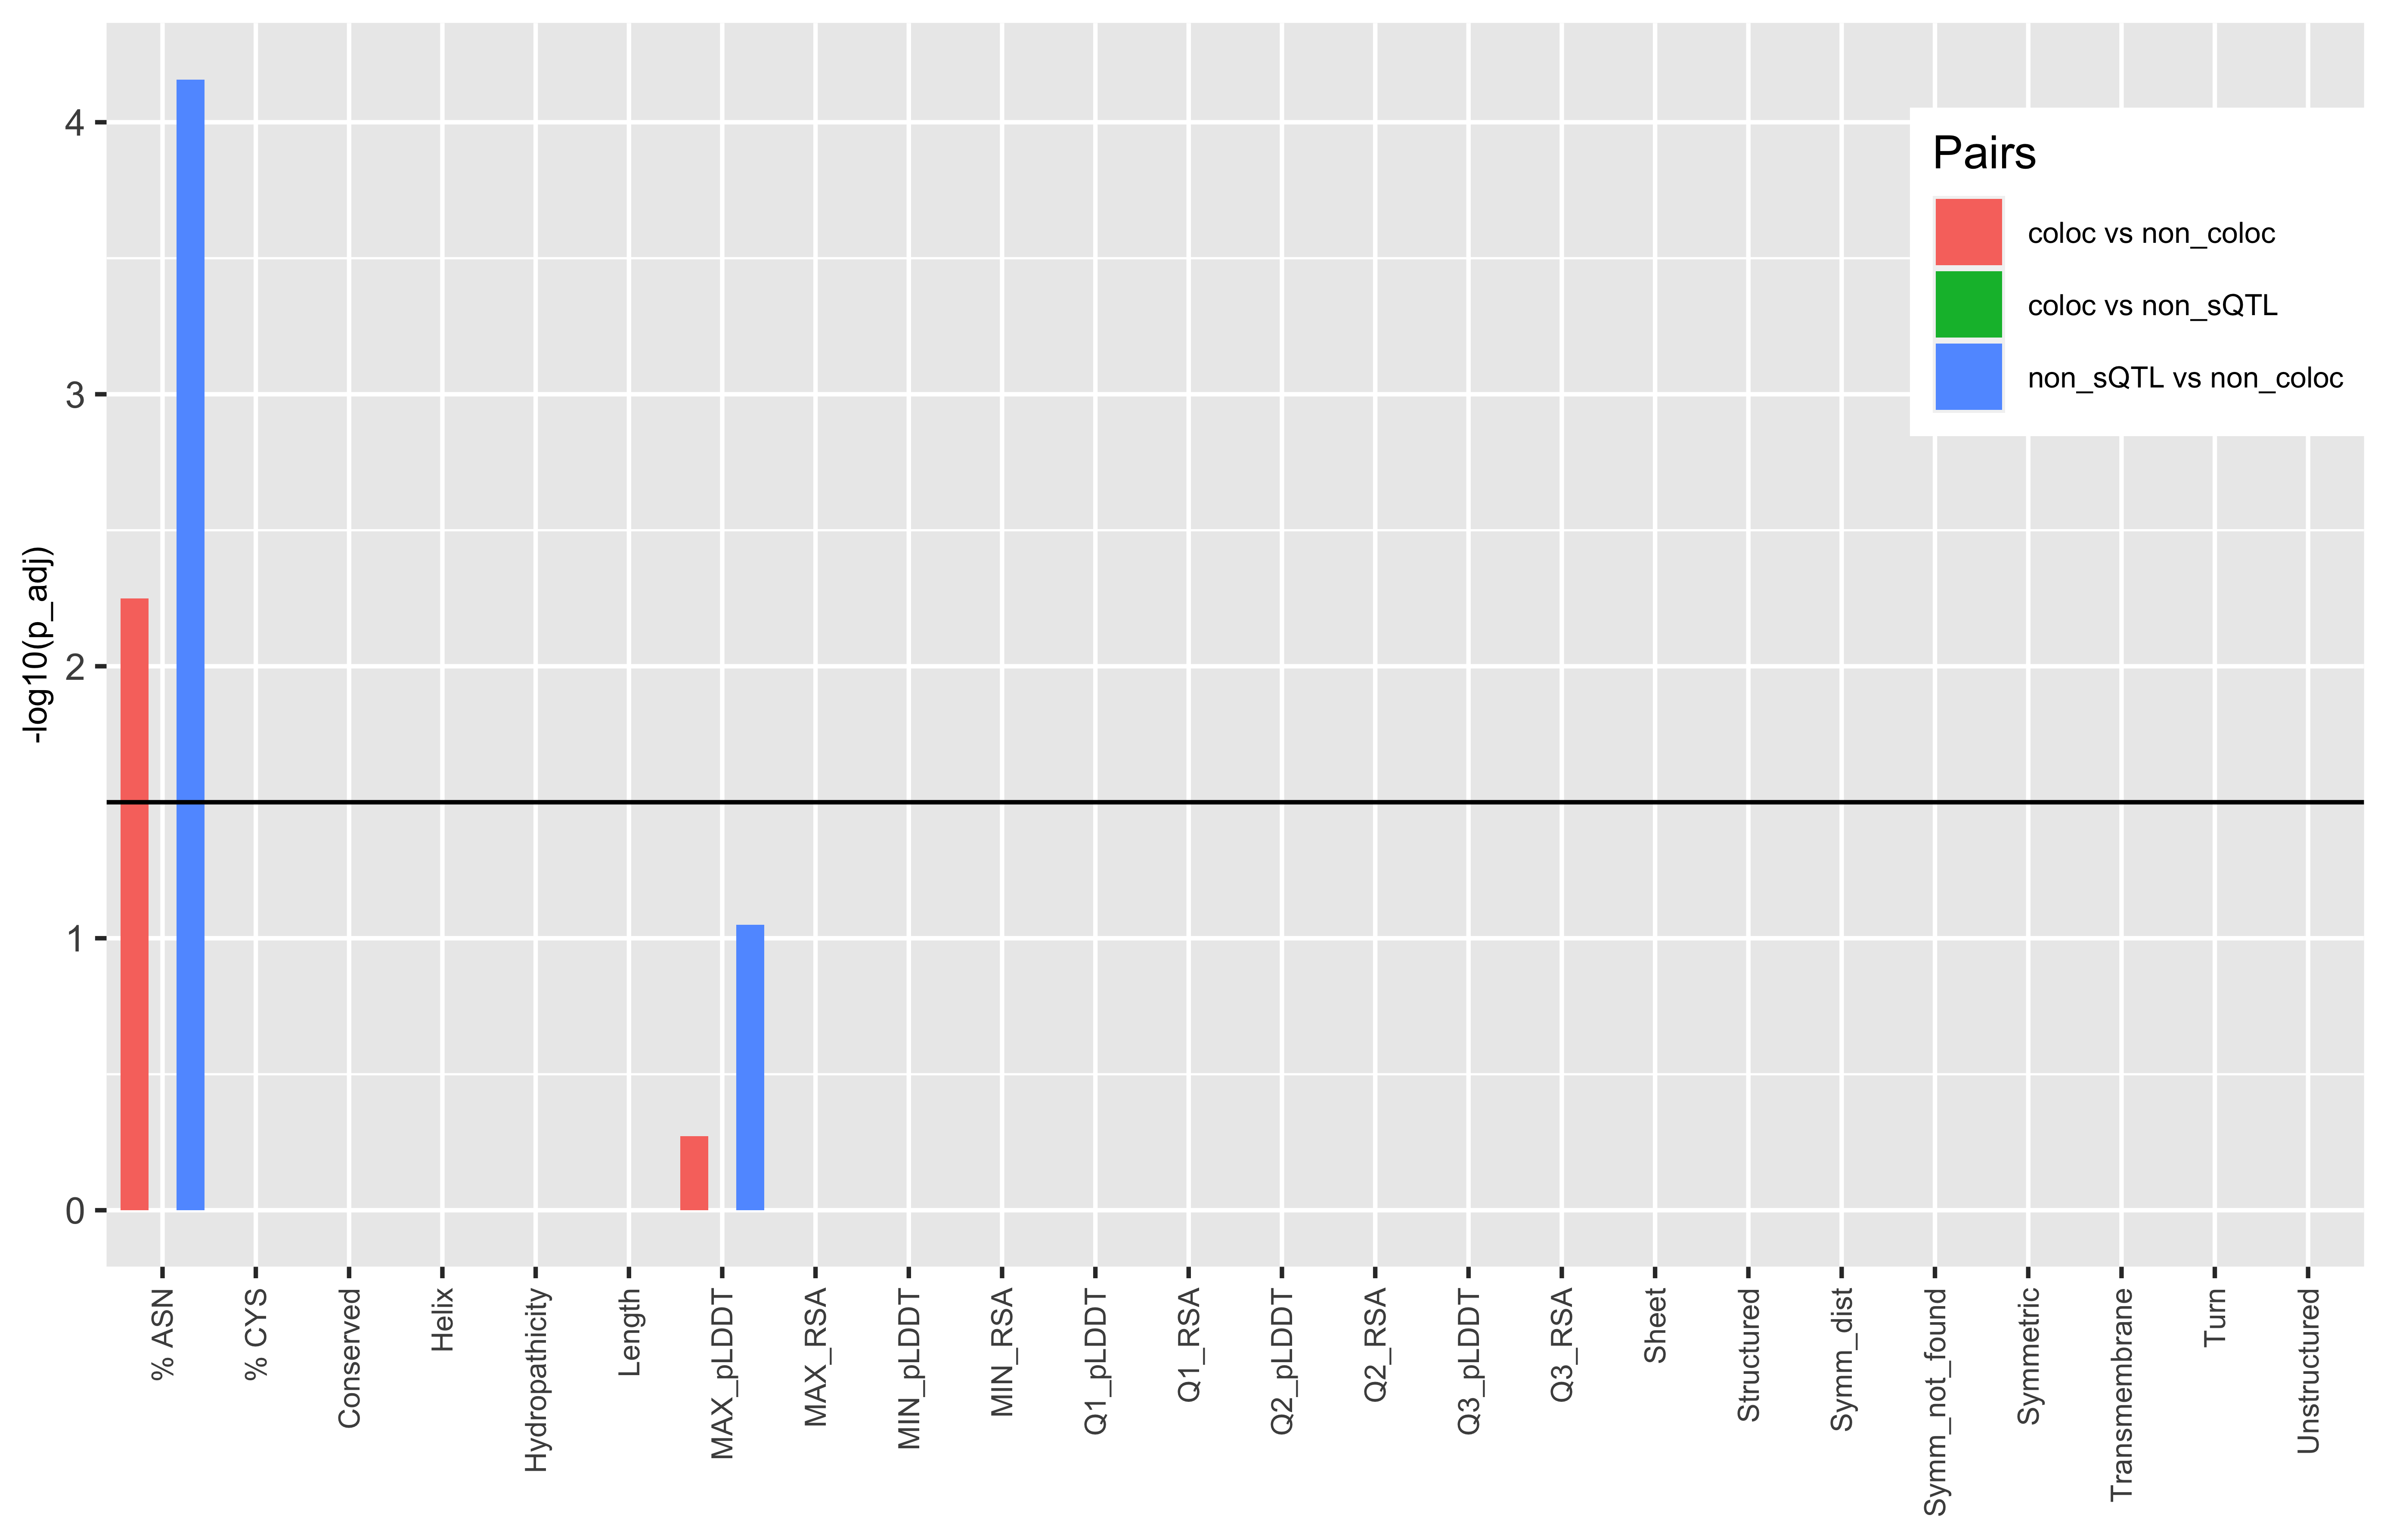 Pairs
coloc vs non_coloc
coloc vs non_sQTL
non_sQTL vs non_coloc
-log10(p_adj)
4
3
2
1
0
% ASN
% CYS
Conserved
Helix
Hydropathicity
Length
MAX_pLDDT
MAX_RSA
MIN_pLDDT
MIN_RSA
Q1_pLDDT
Q1_RSA
Q2_pLDDT
Q2_RSA
Q3_pLDDT
Q3_RSA
Sheet
Structured
Symm_dist
Symm_not_found
Symmetric
Transmembrane
Turn
Unstructured